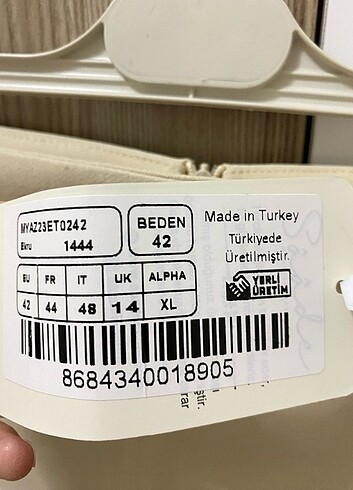 MYAZ23ET0242
Ekru 1444
BEDEN
42
Made in Turkey
Türkiyede
Üretilmiştir.
YERLİ
ÜRETİM
EU FR IT UK ALPHA
42 44 48 14 XL
8684340018905